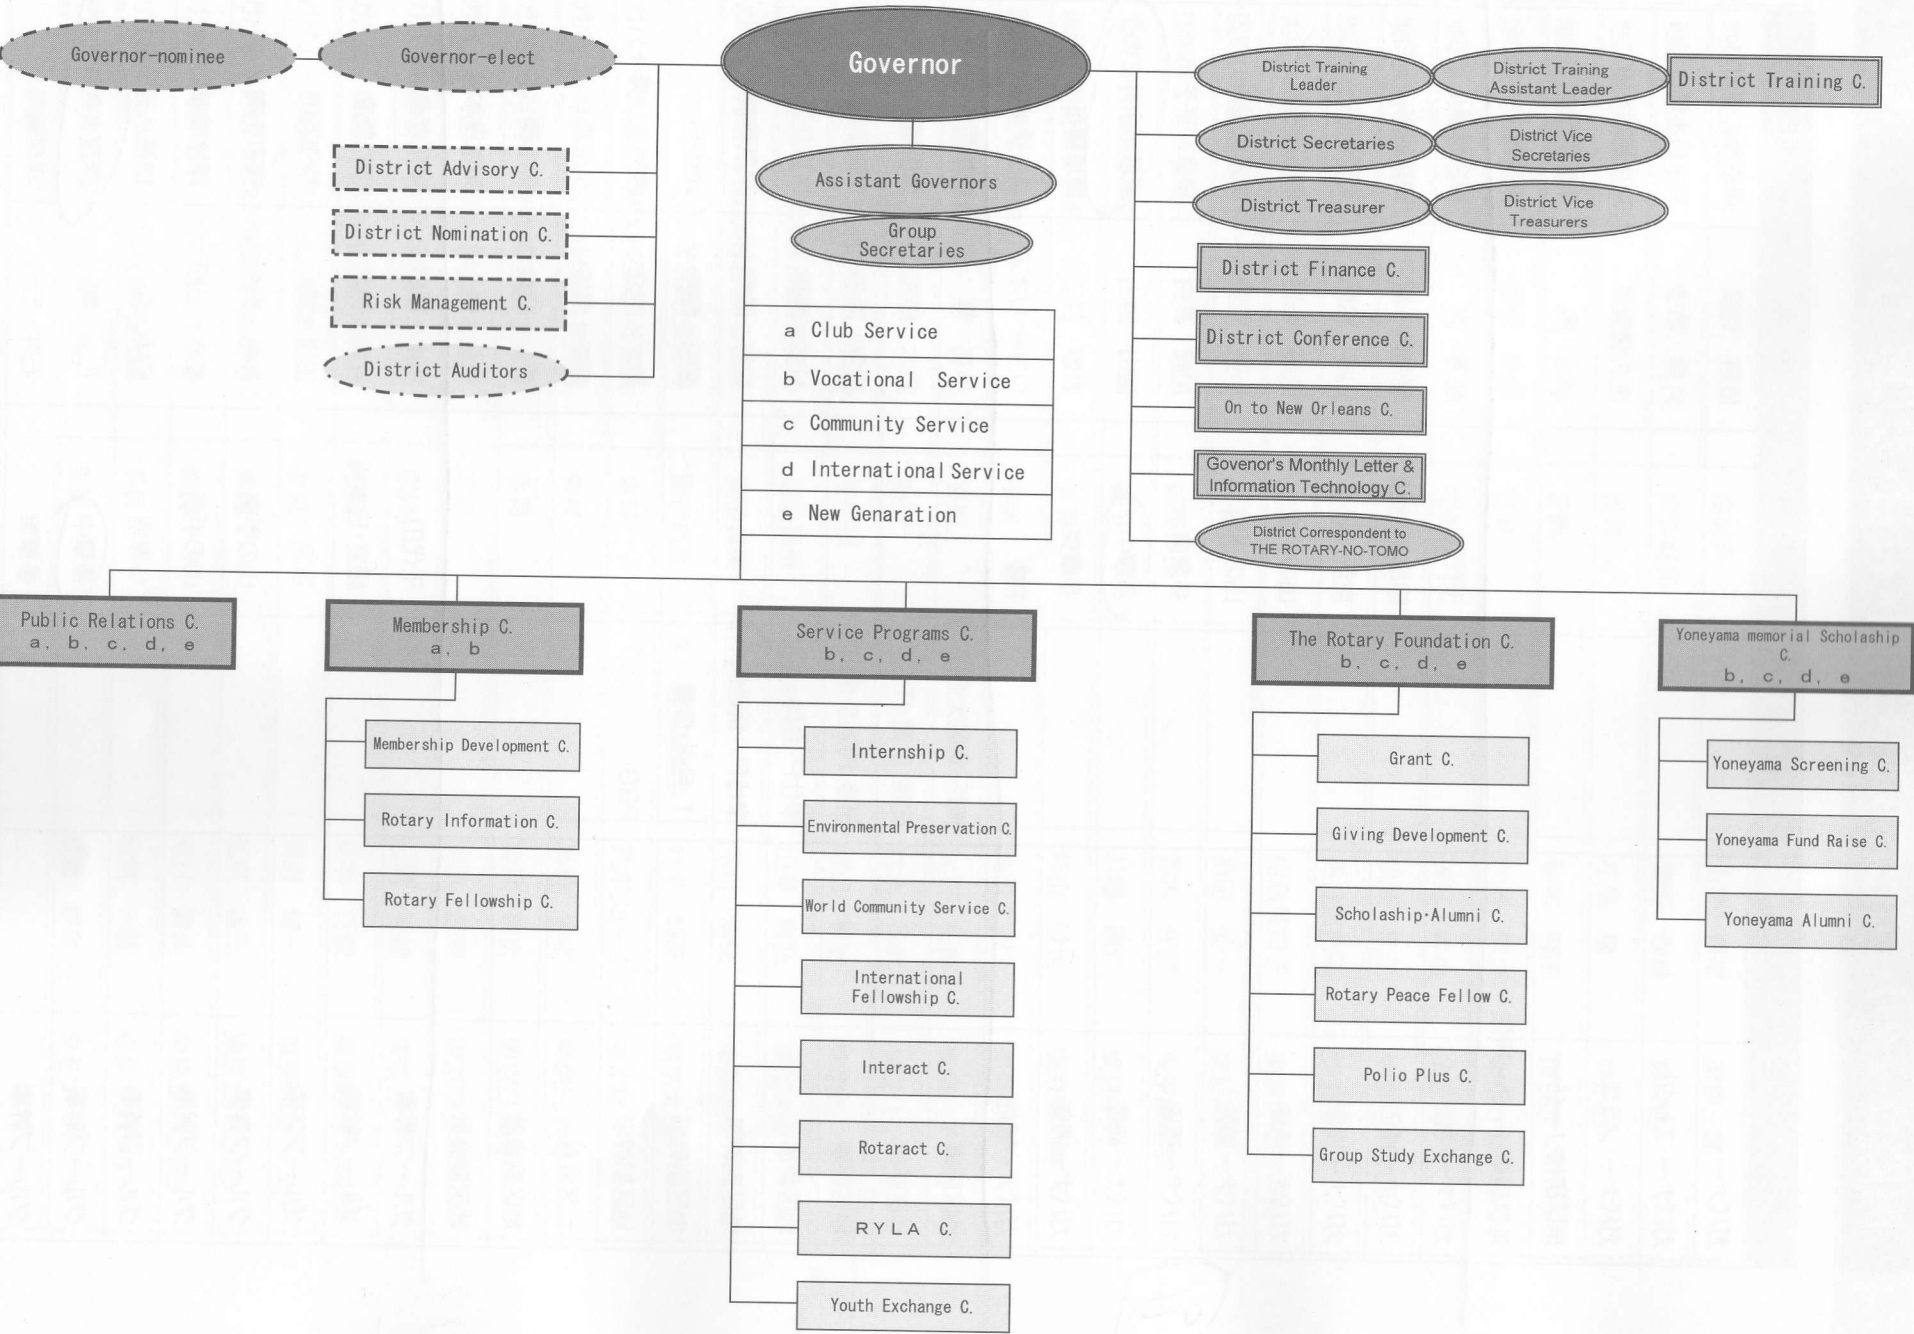 Governor-nominee
Governor-elect
Governor
District Training
Leader
District Training
Assistant Leader
District Training C.
District Secretaries
District Vice
Secretaries
District Treasurer
District Vice
Treasurers
District Advisory C.
District Nomination C.
Risk Management C.
District Auditors
Assistant Governors
Group
Secretaries
District Finance C.
District Conference C.
On to New Orleans C.
Govenor's Monthly Letter &
Information Technology C.
District Correspondent to
THE ROTARY-NO-TOMO
a Club Service
b Vocational Service
c Community Service
d International Service
e New Genaration
Public Relations C.
a, b, c, d, e
Membership C.
a, b
Membership Development C.
Rotary Information C.
Rotary Fellowship C.
Service Programs C.
b, c, d, e
Internship C.
Environmental Preservation C.
World Community Service C.
International
Fellowship C.
Interact C.
Rotaract C.
RYLA C.
Youth Exchange C.
The Rotary Foundation C.
b, c, d, e
Grant C.
Giving Development C.
Scholaship･Alumni C.
Rotary Peace Fellow C.
Polio Plus C.
Group Study Exchange C.
Yoneyama memorial Scholaship
C.
b, c, d, e
Yoneyama Screening C.
Yoneyama Fund Raise C.
Yoneyama Alumni C.